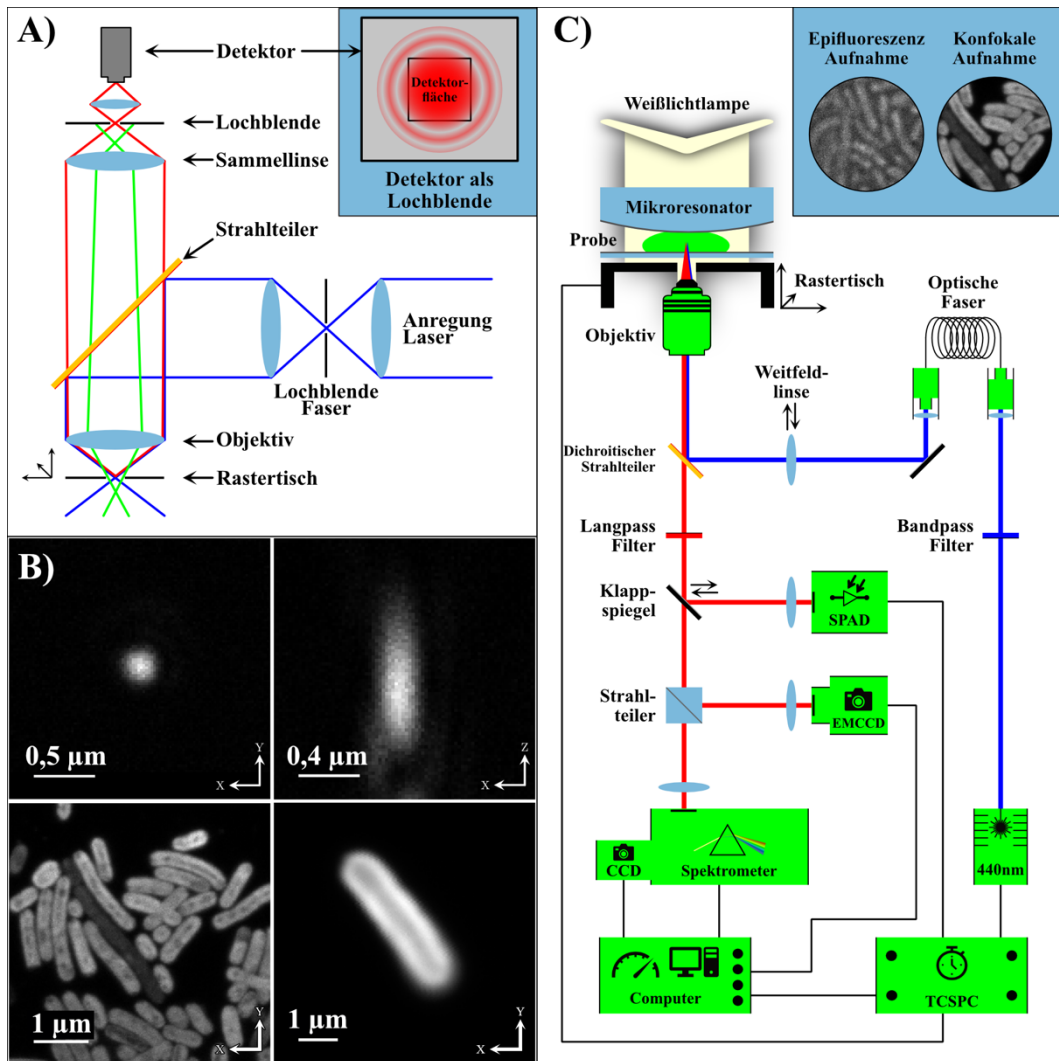 A)
Detektor
Detektor-
fläche
Detektor als
Lochblende
Lochblende
Sammellinse
Strahlteiler
Anregung
Laser
Lochblende
Faser
Objektiv
Rastertisch
B)
0,5 µm
Y
X
0,4 µm
Z
X
1 µm
Y
X
1 µm
Y
X
C)
Epifluoreszenz
Aufnahme
Konfokale
Aufnahme
Weißlichtlampe
Mikroresonator
Probe
Rastertisch
Objektiv
Optische
Faser
Weitfeld-
linse
Dichroitischer
Strahlteiler
Langpass
Filter
Bandpass
Filter
Klapp-
spiegel
SPAD
Strahl-
teiler
EMCCD
CCD
Spektrometer
440nm
Computer
TCSPC